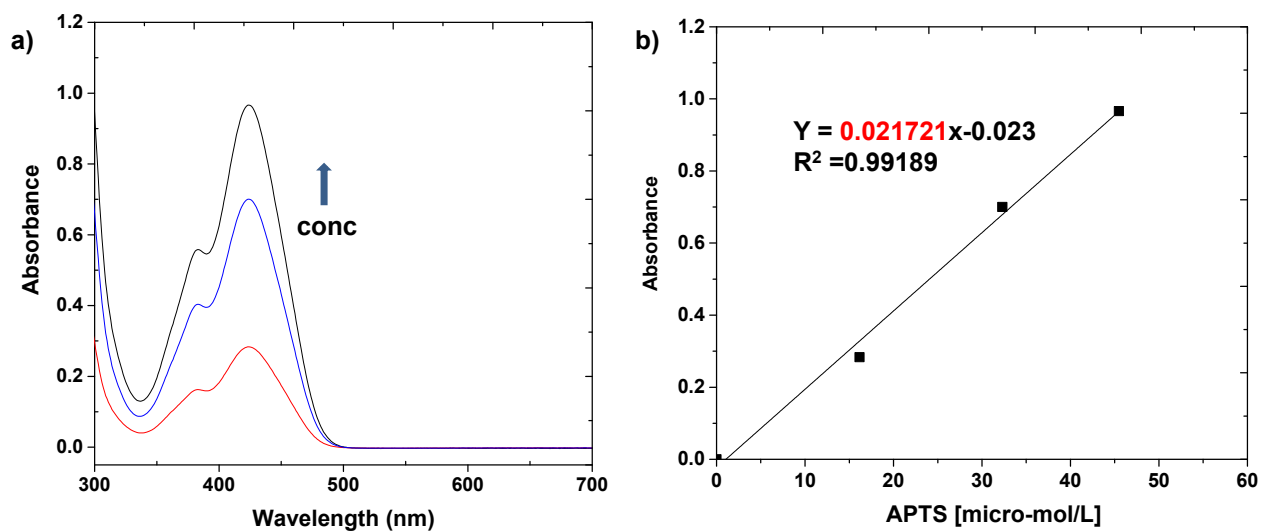 a)
1.2
1.0
0.8
0.6
0.4
0.2
0.0
Absorbance
conc
300
400
500
600
700
Wavelength (nm)
b)
1.2
1.0
0.8
0.6
0.4
0.2
0.0
Absorbance
Y = 0.021721x-0.023
R² =0.99189
0
10
20
30
40
50
60
APTS [micro-mol/L]